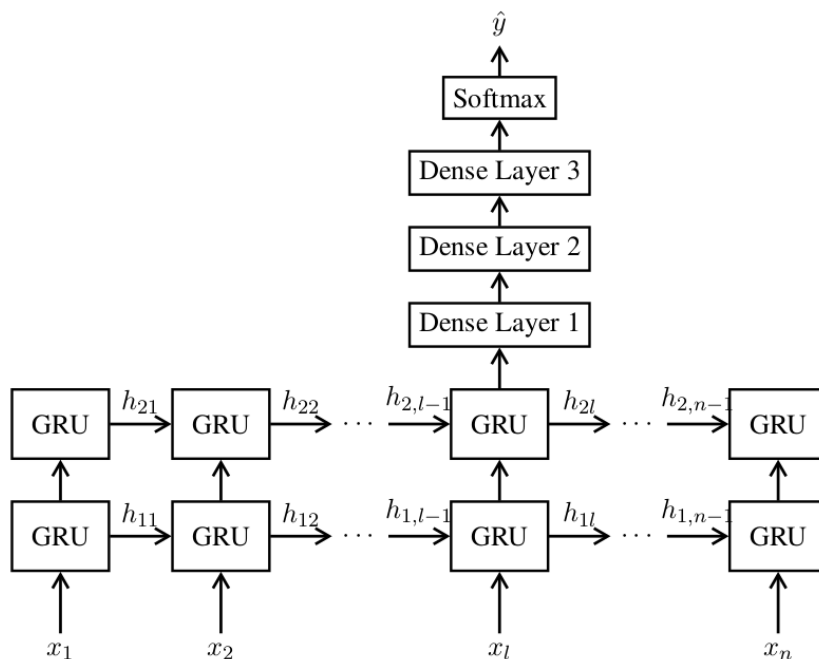 ŷ
Softmax
Dense Layer 3
Dense Layer 2
Dense Layer 1
h₂₁ h₂₂ h₂,ₗ₋₁ h₂ₗ h₂,ₙ₋₁
GRU GRU ··· GRU ··· GRU
h₁₁ h₁₂ h₁,ₗ₋₁ h₁ₗ h₁,ₙ₋₁
GRU GRU ··· GRU ··· GRU
x₁ x₂ xₗ xₙ